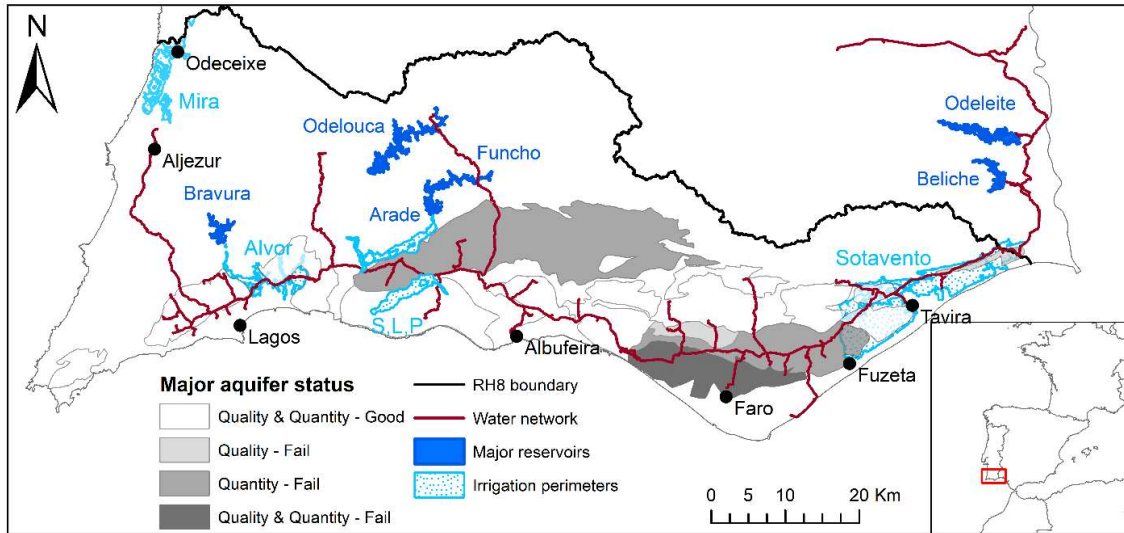 N
Odeceixe
Mira
Odelouca
Odeleite
Aljezur
Funcho
Bravura
Beliche
Arade
Alvor
Sotavento
S.L.P
Tavira
Lagos
Albufeira
Fuzeta
Faro
Major aquifer status
Quality & Quantity - Good
Quality - Fail
Quantity - Fail
Quality & Quantity - Fail
RH8 boundary
Water network
Major reservoirs
Irrigation perimeters
0 5 10 20 Km